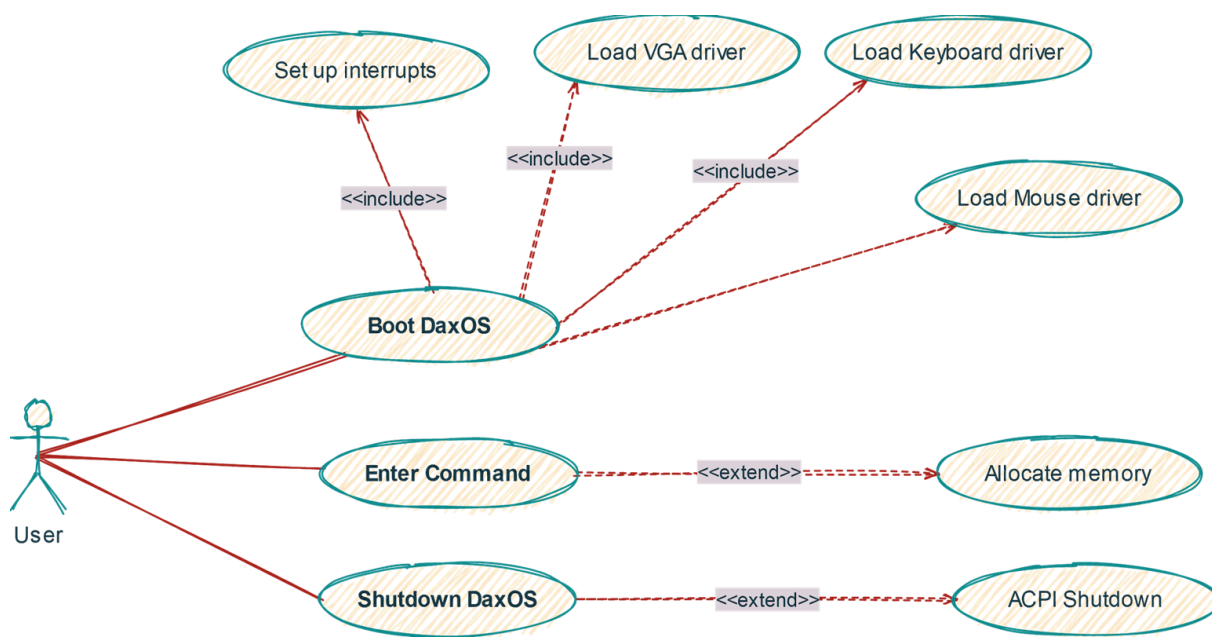 Load VGA driver
Load Keyboard driver
Set up interrupts
<<include>>
<<include>>
<<include>>
Load Mouse driver
Boot DaxOS
Enter Command
<<extend>>
Allocate memory
User
Shutdown DaxOS
<<extend>>
ACPI Shutdown